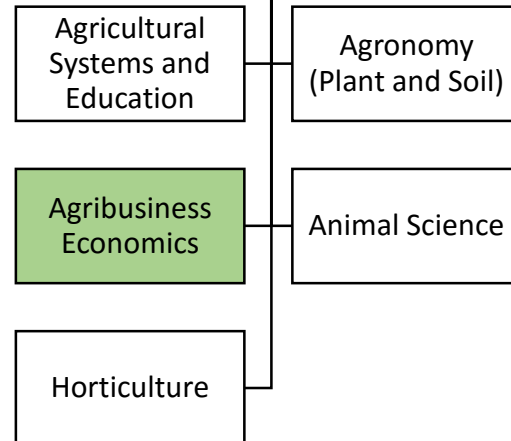 Agricultural
Systems and
Education
Agronomy
(Plant and Soil)
Agribusiness
Economics
Animal Science
Horticulture